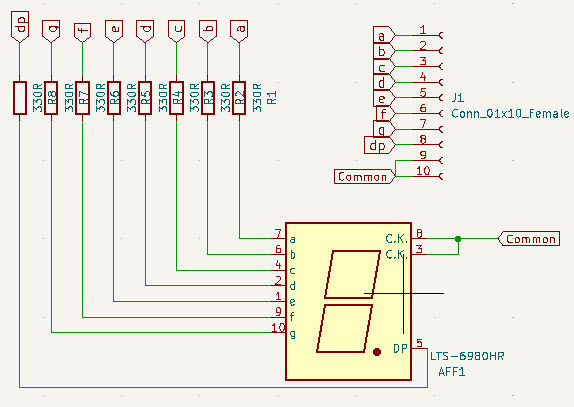 dp g f e d c b a
330R R8 330R R7 330R R6 330R R5 330R R4 330R R3 330R R2 330R R1
a 1
b 2
c 3
d 4
e 5
f 6
g 7
dp 8
9
Common 10
J1
Conn_01x10_Female
7 a
6 b
4 c
2 d
1 e
9 f
10 g
C.K. 8
C.K. 3
Common
DP 5
LTS-6980HR
AFF1